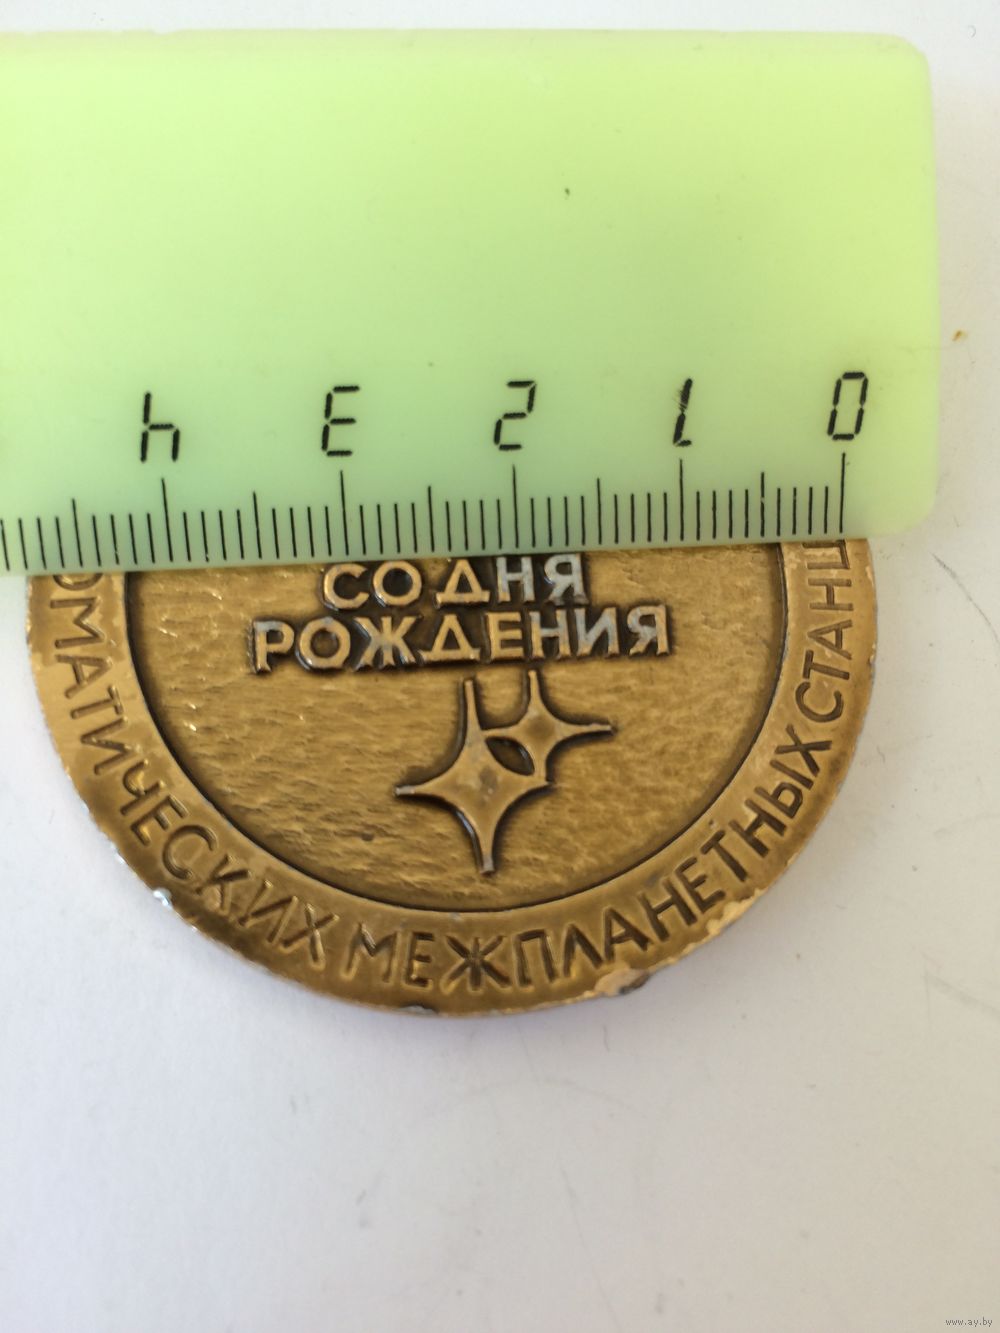 4 3 2 1 0
СО ДНЯ
РОЖДЕНИЯ
ОМАТИЧЕСКИХ МЕЖПЛАНЕТНЫХ СТАНЦ
www.ay.by